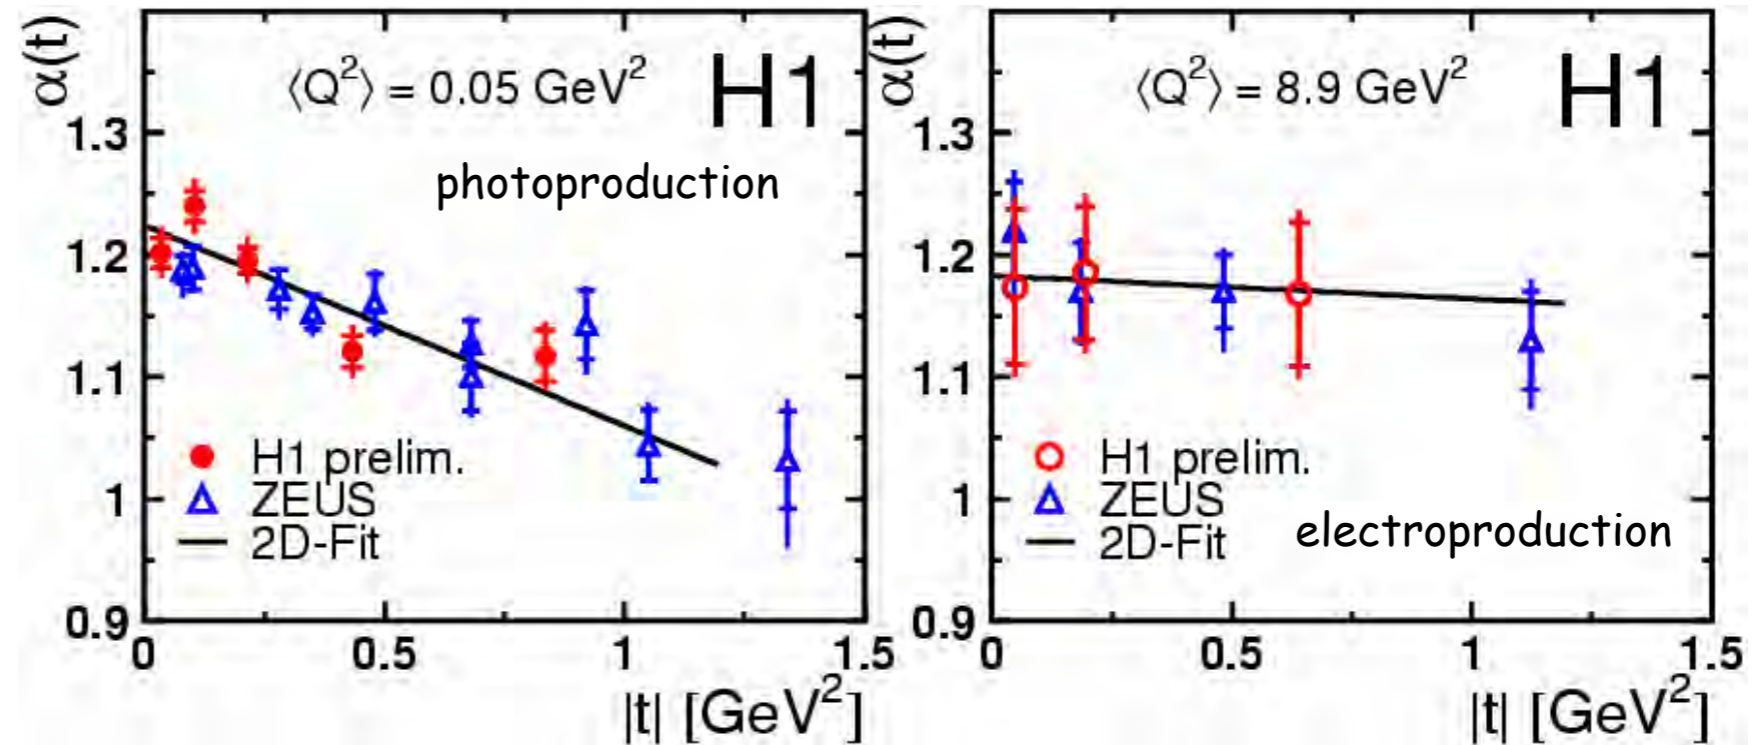 α(t)
⟨Q²⟩ = 0.05 GeV²
H1
photoproduction
1.3
1.2
1.1
1
0.9
H1 prelim.
ZEUS
2D-Fit
0
0.5
1
1.5
|t| [GeV²]
α(t)
⟨Q²⟩ = 8.9 GeV²
H1
1.3
1.2
1.1
1
0.9
H1 prelim.
ZEUS
2D-Fit
electroproduction
0
0.5
1
1.5
|t| [GeV²]